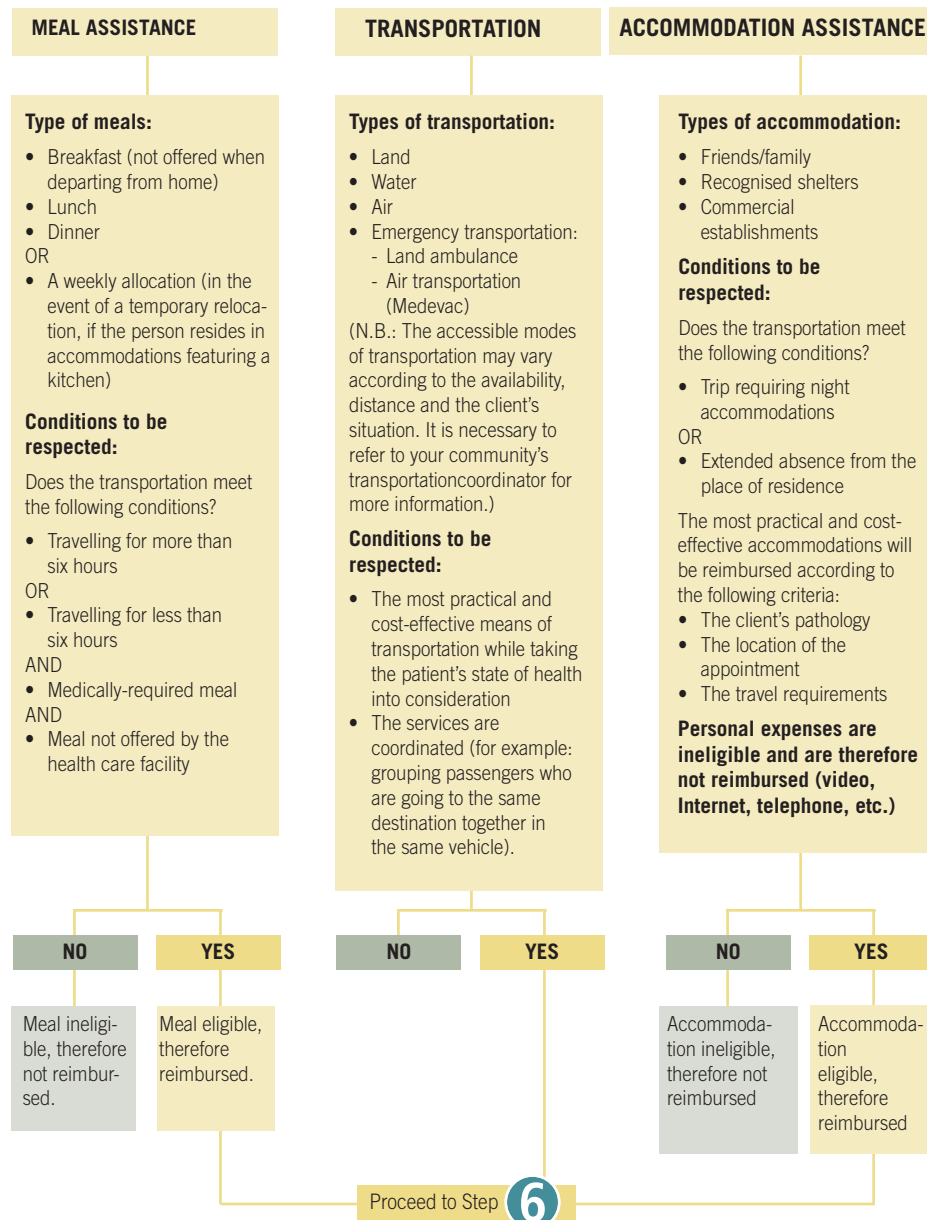 MEAL ASSISTANCE
Type of meals:
• Breakfast (not offered when
departing from home)
• Lunch
• Dinner
OR
• A weekly allocation (in the
event of a temporary reloca-
tion, if the person resides in
accommodations featuring a
kitchen)
Conditions to be
respected:
Does the transportation meet
the following conditions?
• Travelling for more than
six hours
OR
• Travelling for less than
six hours
AND
• Medically-required meal
AND
• Meal not offered by the
health care facility
NO
YES
Meal ineligi-
ble, therefore
not reimbur-
sed.
Meal eligible,
therefore
reimbursed.
TRANSPORTATION
Types of transportation:
• Land
• Water
• Air
• Emergency transportation:
- Land ambulance
- Air transportation
(Medevac)
(N.B.: The accessible modes
of transportation may vary
according to the availability,
distance and the client's
situation. It is necessary to
refer to your community's
transportationcoordinator for
more information.)
Conditions to be
respected:
• The most practical and
cost-effective means of
transportation while taking
the patient's state of health
into consideration
• The services are
coordinated (for example:
grouping passengers who
are going to the same
destination together in
the same vehicle).
NO
YES
ACCOMMODATION ASSISTANCE
Types of accommodation:
• Friends/family
• Recognised shelters
• Commercial
establishments
Conditions to be
respected:
Does the transportation meet
the following conditions?
• Trip requiring night
accommodations
OR
• Extended absence from the
place of residence
The most practical and cost-
effective accommodations will
be reimbursed according to
the following criteria:
• The client's pathology
• The location of the
appointment
• The travel requirements
Personal expenses are
ineligible and are therefore
not reimbursed (video,
Internet, telephone, etc.)
NO
YES
Accommoda-
tion ineligible,
therefore not
reimbursed
Accommoda-
tion
eligible,
therefore
reimbursed
Proceed to Step 6